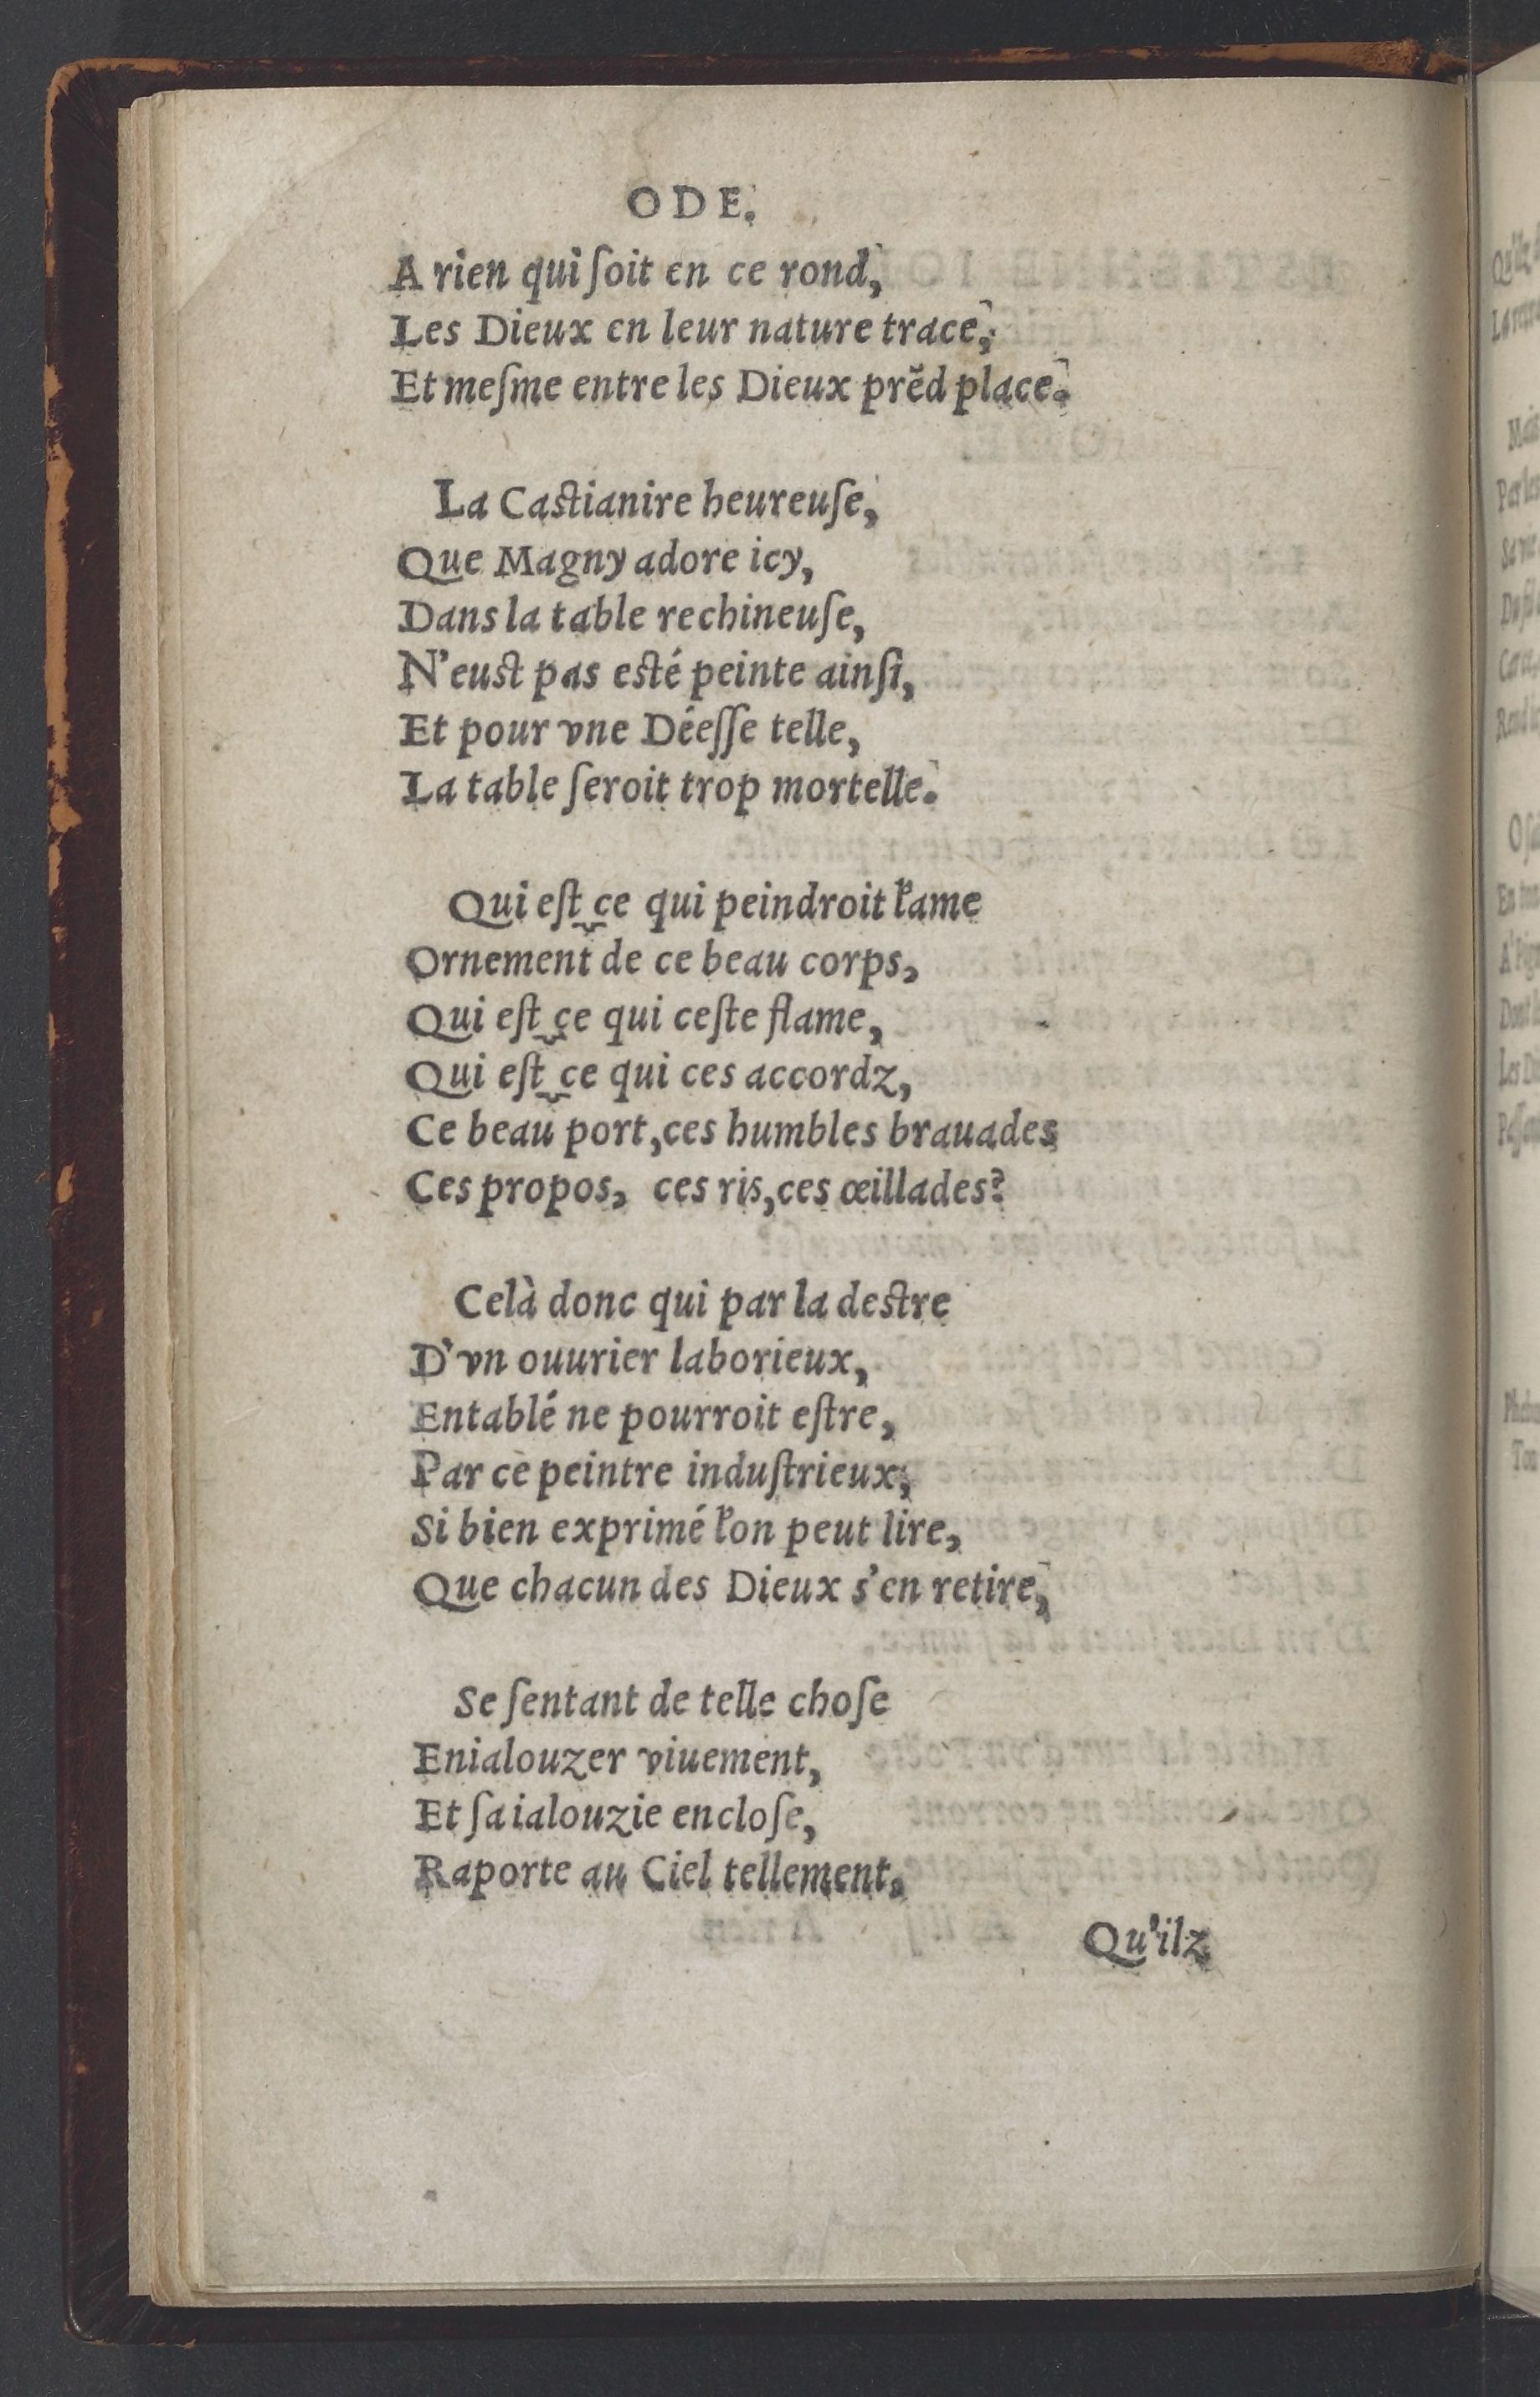 ODE.
A rien qui ſoit en ce rond,
Les Dieux en leur nature trace,
Et meſme entre les Dieux prẽd place.
La Caſtianire heureuſe,
Que Magny adore icy,
Dans la table rechineuſe,
N'euſt pas eſté peinte ainſi,
Et pour vne Déeſſe telle,
La table ſeroit trop mortelle.
Qui eſt‿ce qui peindroit l'ame
Ornement de ce beau corps,
Qui eſt‿ce qui ceſte flame,
Qui eſt‿ce qui ces accordz,
Ce beau port, ces humbles brauades
Ces propos, ces ris, ces œillades?
Celà donc qui par la deſtre
D'vn ouurier laborieux,
Entablé ne pourroit eſtre,
Par ce peintre induſtrieux,
Si bien exprimé l'on peut lire,
Que chacun des Dieux s'en retire,
Se ſentant de telle choſe
Enialouzer viuement,
Et ſa ialouzie encloſe,
Raporte au Ciel tellement,
Qu'ilz